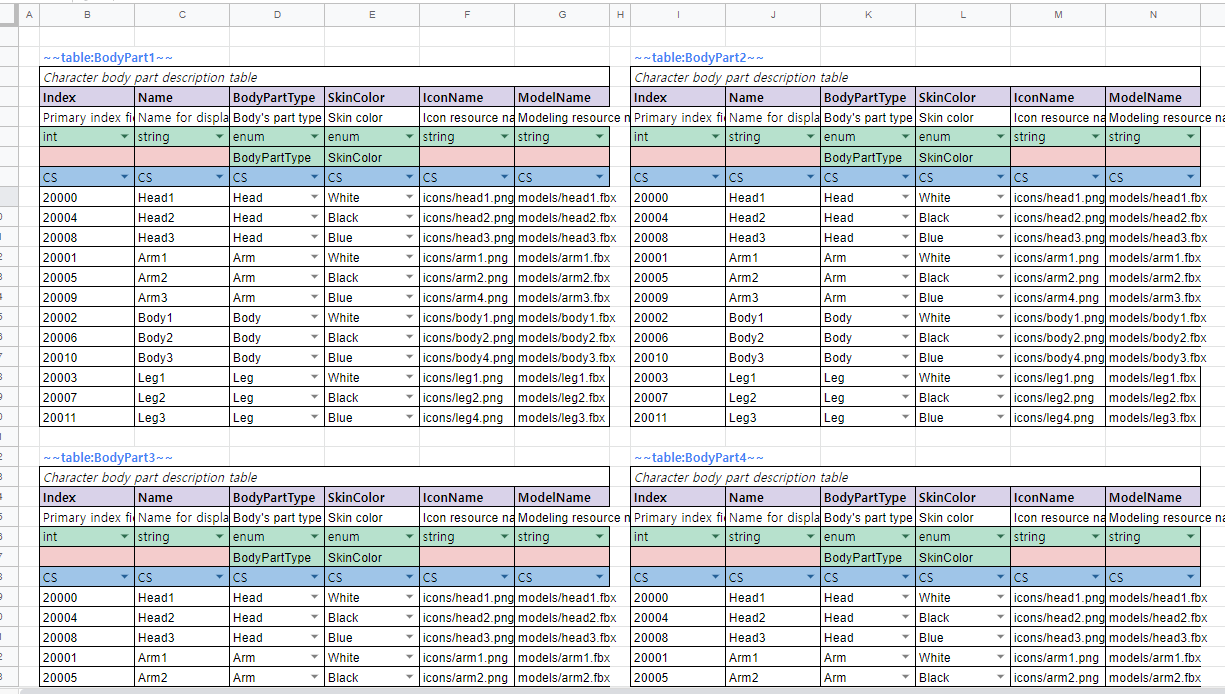 A B C D E F G H I J K L M N
~~table:BodyPart1~~ ~~table:BodyPart2~~
Character body part description table Character body part description table
Index Name BodyPartType SkinColor IconName ModelName Index Name BodyPartType SkinColor IconName ModelName
Primary index fi Name for displa Body's part type Skin color Icon resource na Modeling resource n Primary index fi Name for displa Body's part type Skin color Icon resource na Modeling resource na
int string enum enum string string int string enum enum string string
BodyPartType SkinColor BodyPartType SkinColor
CS CS CS CS CS CS CS CS CS CS CS CS
20000 Head1 Head White icons/head1.png models/head1.fbx 20000 Head1 Head White icons/head1.png models/head1.fbx
20004 Head2 Head Black icons/head2.png models/head2.fbx 20004 Head2 Head Black icons/head2.png models/head2.fbx
20008 Head3 Head Blue icons/head3.png models/head3.fbx 20008 Head3 Head Blue icons/head3.png models/head3.fbx
20001 Arm1 Arm White icons/arm1.png models/arm1.fbx 20001 Arm1 Arm White icons/arm1.png models/arm1.fbx
20005 Arm2 Arm Black icons/arm2.png models/arm2.fbx 20005 Arm2 Arm Black icons/arm2.png models/arm2.fbx
20009 Arm3 Arm Blue icons/arm4.png models/arm3.fbx 20009 Arm3 Arm Blue icons/arm4.png models/arm3.fbx
20002 Body1 Body White icons/body1.png models/body1.fbx 20002 Body1 Body White icons/body1.png models/body1.fbx
20006 Body2 Body Black icons/body2.png models/body2.fbx 20006 Body2 Body Black icons/body2.png models/body2.fbx
20010 Body3 Body Blue icons/body4.png models/body3.fbx 20010 Body3 Body Blue icons/body4.png models/body3.fbx
20003 Leg1 Leg White icons/leg1.png models/leg1.fbx 20003 Leg1 Leg White icons/leg1.png models/leg1.fbx
20007 Leg2 Leg Black icons/leg2.png models/leg2.fbx 20007 Leg2 Leg Black icons/leg2.png models/leg2.fbx
20011 Leg3 Leg Blue icons/leg4.png models/leg3.fbx 20011 Leg3 Leg Blue icons/leg4.png models/leg3.fbx
~~table:BodyPart3~~ ~~table:BodyPart4~~
Character body part description table Character body part description table
Index Name BodyPartType SkinColor IconName ModelName Index Name BodyPartType SkinColor IconName ModelName
Primary index fi Name for displa Body's part type Skin color Icon resource na Modeling resource n Primary index fi Name for displa Body's part type Skin color Icon resource na Modeling resource na
int string enum enum string string int string enum enum string string
BodyPartType SkinColor BodyPartType SkinColor
CS CS CS CS CS CS CS CS CS CS CS CS
20000 Head1 Head White icons/head1.png models/head1.fbx 20000 Head1 Head White icons/head1.png models/head1.fbx
20004 Head2 Head Black icons/head2.png models/head2.fbx 20004 Head2 Head Black icons/head2.png models/head2.fbx
20008 Head3 Head Blue icons/head3.png models/head3.fbx 20008 Head3 Head Blue icons/head3.png models/head3.fbx
20001 Arm1 Arm White icons/arm1.png models/arm1.fbx 20001 Arm1 Arm White icons/arm1.png models/arm1.fbx
20005 Arm2 Arm Black icons/arm2.png models/arm2.fbx 20005 Arm2 Arm Black icons/arm2.png models/arm2.fbx